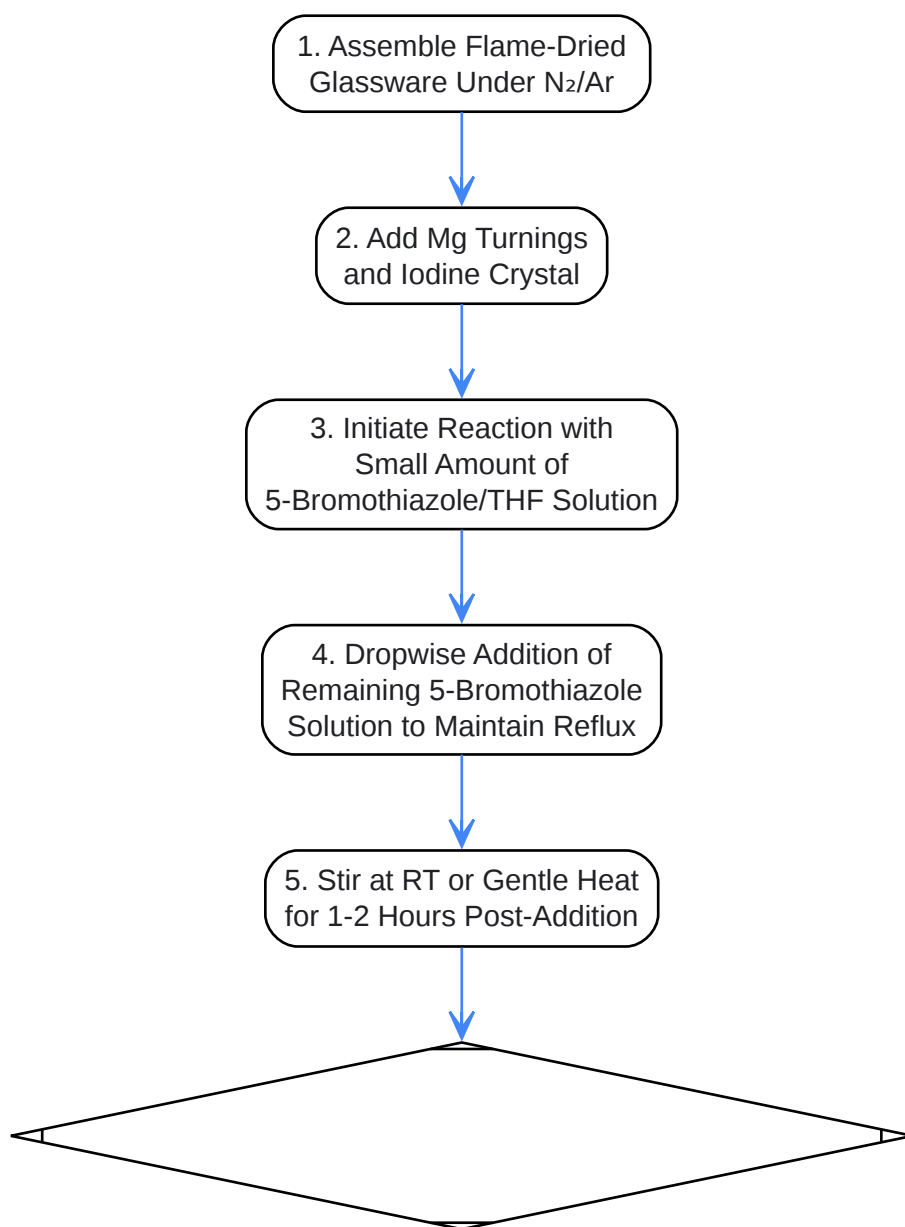 1. Assemble Flame-Dried
Glassware Under N₂/Ar
2. Add Mg Turnings
and Iodine Crystal
3. Initiate Reaction with
Small Amount of
5-Bromothiazole/THF Solution
4. Dropwise Addition of
Remaining 5-Bromothiazole
Solution to Maintain Reflux
5. Stir at RT or Gentle Heat
for 1-2 Hours Post-Addition